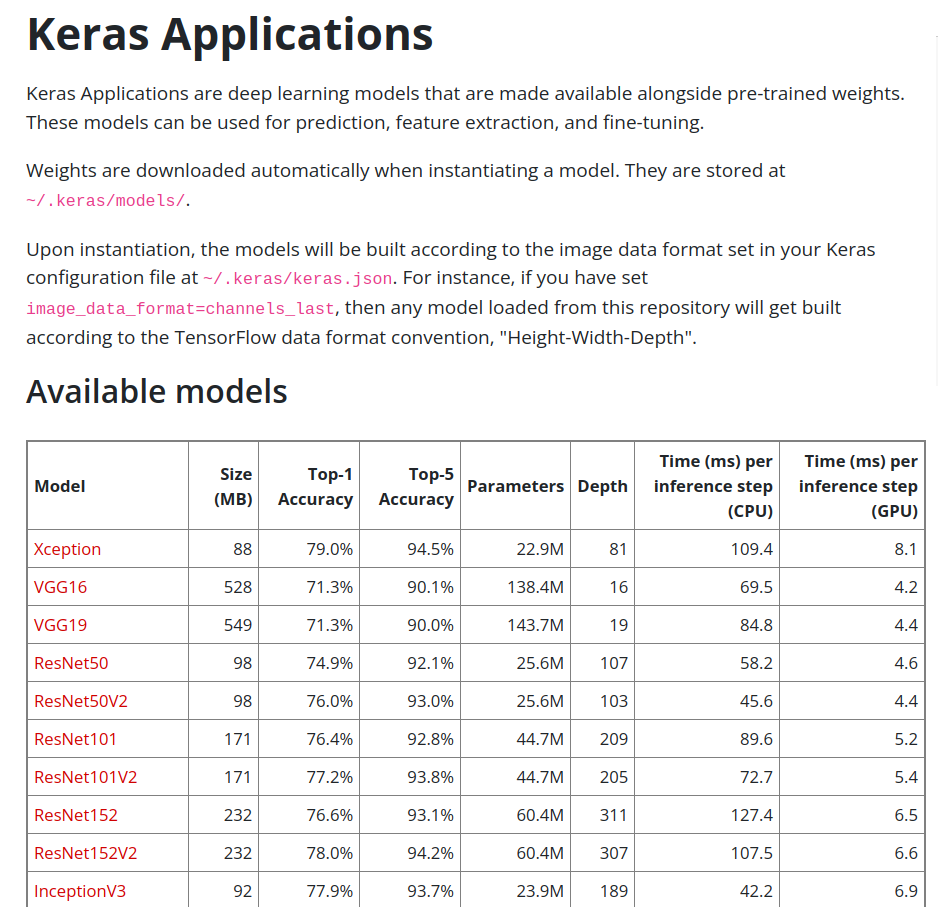 Keras Applications
Keras Applications are deep learning models that are made available alongside pre-trained weights.
These models can be used for prediction, feature extraction, and fine-tuning.
Weights are downloaded automatically when instantiating a model. They are stored at
~/.keras/models/.
Upon instantiation, the models will be built according to the image data format set in your Keras
configuration file at ~/.keras/keras.json. For instance, if you have set
image_data_format=channels_last, then any model loaded from this repository will get built
according to the TensorFlow data format convention, "Height-Width-Depth".
Available models
Model Size (MB) Top-1 Accuracy Top-5 Accuracy Parameters Depth Time (ms) per inference step (CPU) Time (ms) per inference step (GPU)
Xception 88 79.0% 94.5% 22.9M 81 109.4 8.1
VGG16 528 71.3% 90.1% 138.4M 16 69.5 4.2
VGG19 549 71.3% 90.0% 143.7M 19 84.8 4.4
ResNet50 98 74.9% 92.1% 25.6M 107 58.2 4.6
ResNet50V2 98 76.0% 93.0% 25.6M 103 45.6 4.4
ResNet101 171 76.4% 92.8% 44.7M 209 89.6 5.2
ResNet101V2 171 77.2% 93.8% 44.7M 205 72.7 5.4
ResNet152 232 76.6% 93.1% 60.4M 311 127.4 6.5
ResNet152V2 232 78.0% 94.2% 60.4M 307 107.5 6.6
InceptionV3 92 77.9% 93.7% 23.9M 189 42.2 6.9